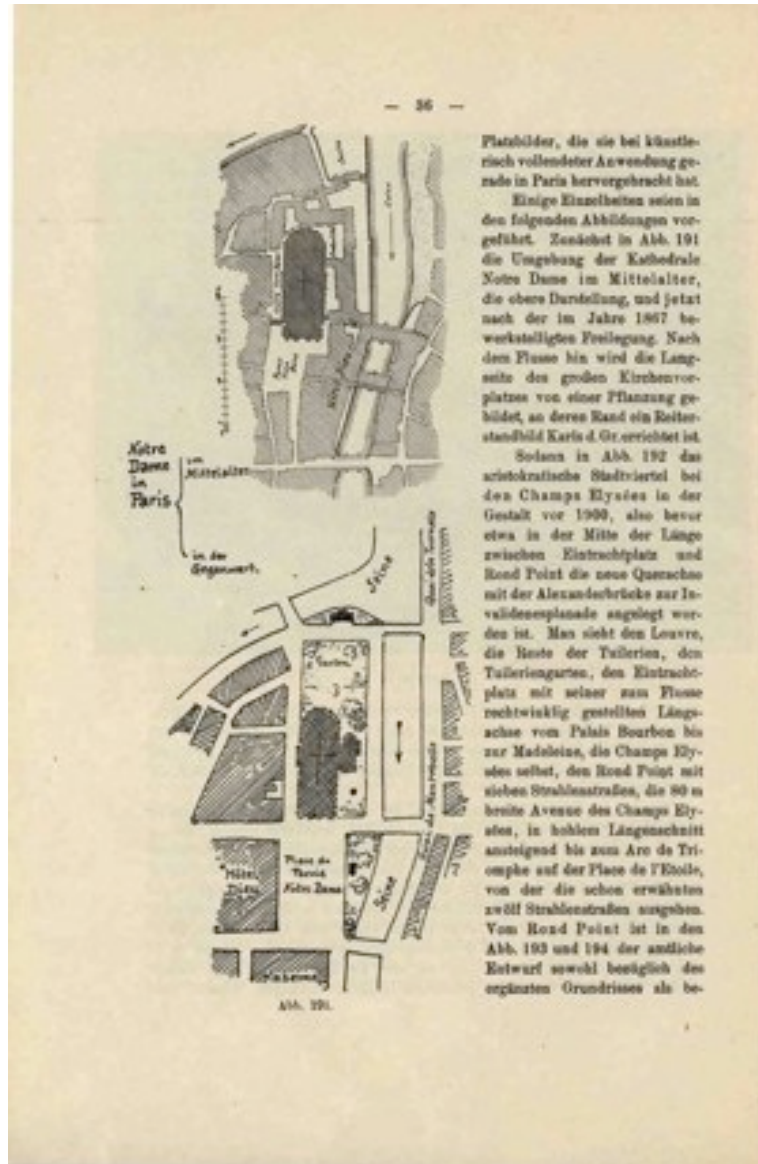 — 36 —
Platzbilder, die sie bei künstle-
risch vollendeter Anwendung ge-
rade in Paris hervorgebracht hat.
Einige Einzelheiten seien in
den folgenden Abbildungen vor-
geführt. Zunächst in Abb. 191
die Umgebung der Kathedrale
Notre Dame im Mittelalter,
die obere Darstellung, und jetzt
nach der im Jahre 1867 be-
werkstelligten Freilegung. Nach
dem Flusse hin wird die Lang-
seite des großen Kirchenvor-
platzes von einer Pflanzung ge-
bildet, an deren Rand ein Reiter-
standbild Karls d. Gr. errichtet ist.
Sodann in Abb. 192 das
aristokratische Stadtviertel bei
den Champs Elysées in der
Gestalt vor 1900, also bevor
etwa in der Mitte der Länge
zwischen Eintrachtplatz und
Rond Point die neue Querachse
mit der Alexanderbrücke zur In-
validenesplanade angelegt wor-
den ist. Man sieht den Louvre,
die Reste der Tuilerien, den
Tuileriengarten, den Eintracht-
platz mit seiner zum Flusse
rechtwinklig gestellten Längs-
achse vom Palais Bourbon bis
zur Madeleine, die Champs Ely-
sées selbst, den Rond Point mit
sieben Strahlenstraßen, die 80 m
breite Avenue des Champs Ely-
sées, in hohlem Längenschnitt
ansteigend bis zum Arc de Tri-
omphe auf der Place de l'Etoile,
von der die schon erwähnten
zwölf Strahlenstraßen ausgehen.
Vom Rond Point ist in den
Abb. 193 und 194 der amtliche
Entwurf sowohl bezüglich des
ergänzten Grundrisses als be-
Notre
Dame
in
Paris
im
Mittelalter
in der
Gegenwart.
Seine
Garten
Hôtel
Dieu
Place du
Parvis
Notre Dame
Seine
Kaserne
Abb. 191.